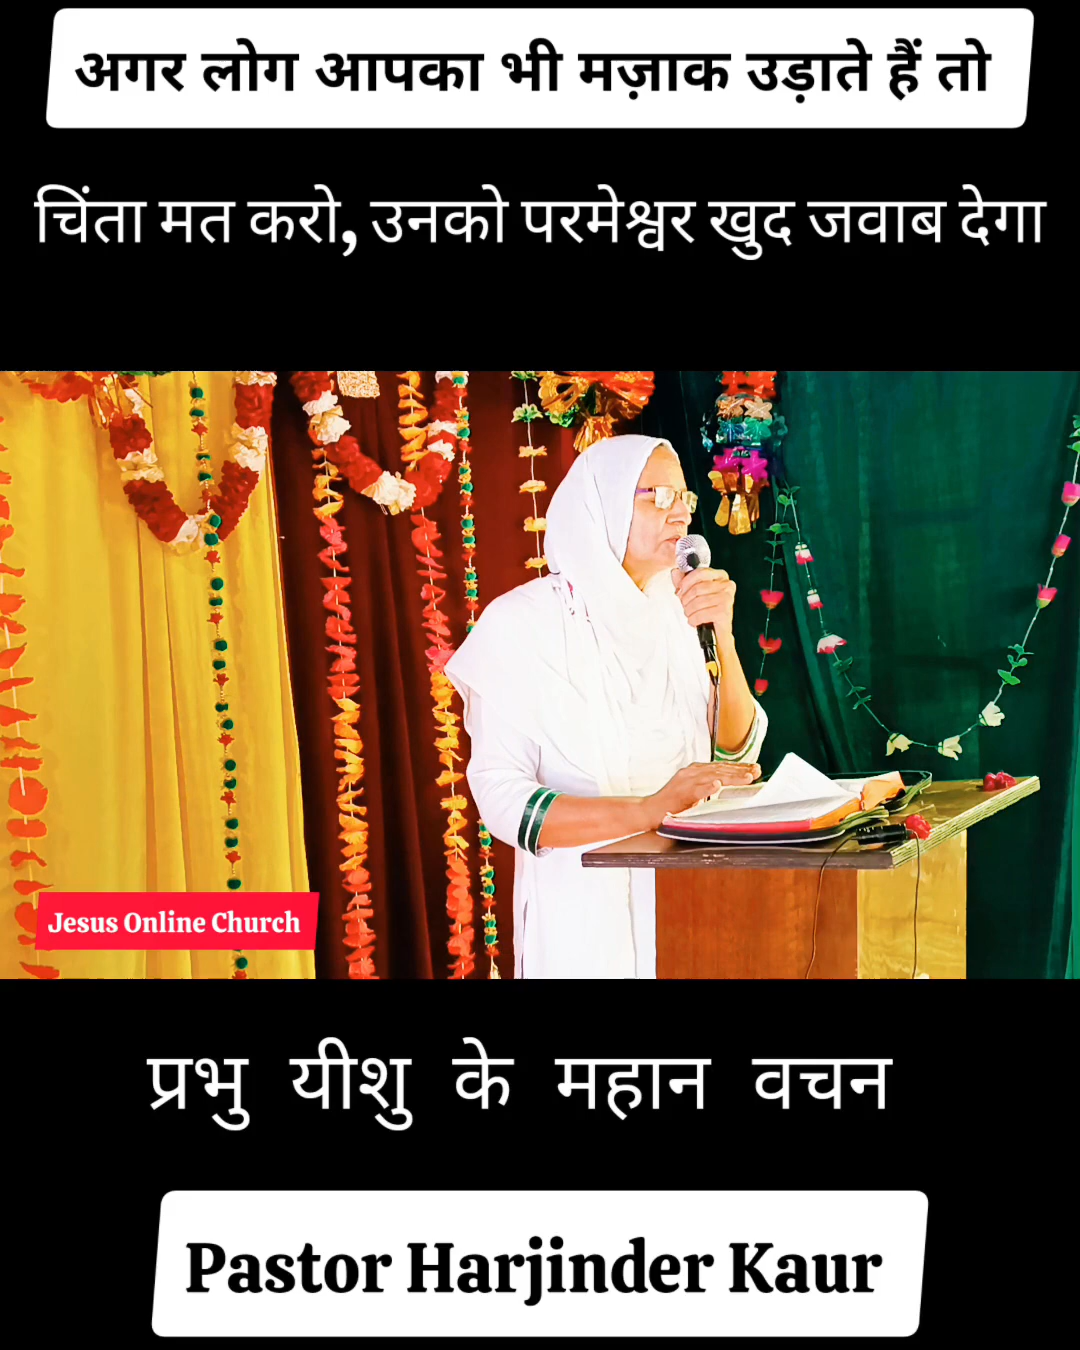 अगर लोग आपका भी मज़ाक उड़ाते हैं तो
चिंता मत करो, उनको परमेश्वर खुद जवाब देगा
Jesus Online Church
प्रभु यीशु के महान वचन
Pastor Harjinder Kaur